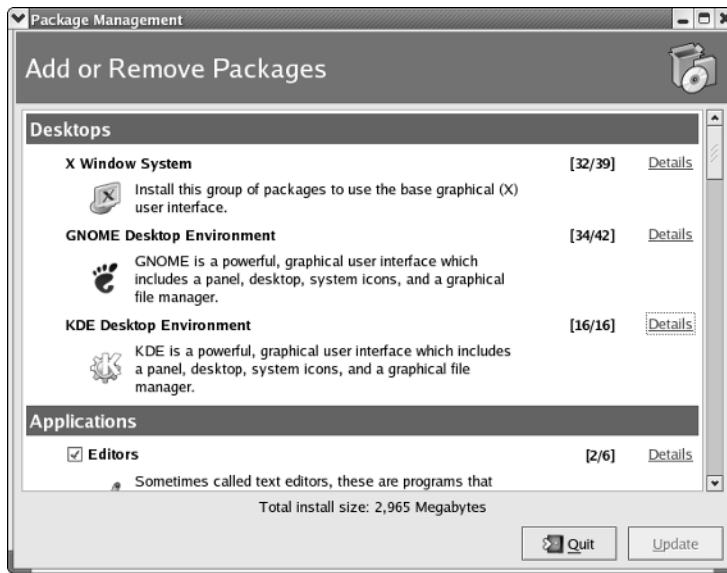 Package Management
Add or Remove Packages
Desktops
X Window System [32/39] Details
Install this group of packages to use the base graphical (X)
user interface.
GNOME Desktop Environment [34/42] Details
GNOME is a powerful, graphical user interface which
includes a panel, desktop, system icons, and a graphical
file manager.
KDE Desktop Environment [16/16] Details
KDE is a powerful, graphical user interface which includes
a panel, desktop, system icons, and a graphical file
manager.
Applications
Editors [2/6] Details
Sometimes called text editors, these are programs that
Total install size: 2,965 Megabytes
Quit Update